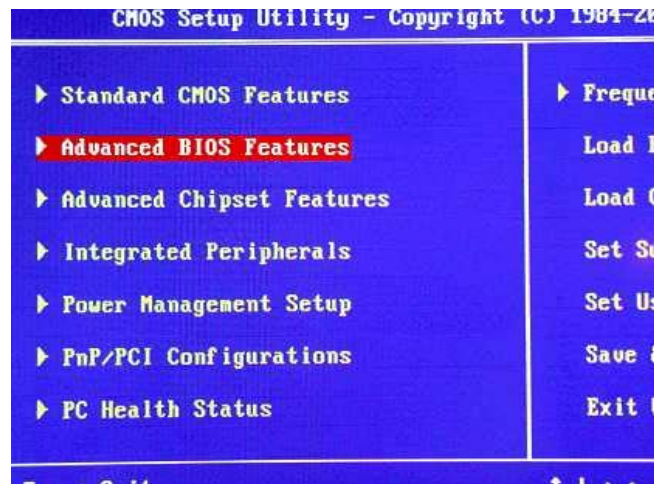 CMOS Setup Utility - Copyright (C) 1984-
Standard CMOS Features
Advanced BIOS Features
Advanced Chipset Features
Integrated Peripherals
Power Management Setup
PnP/PCI Configurations
PC Health Status
Load
Load
Set
Set
Save
Exit